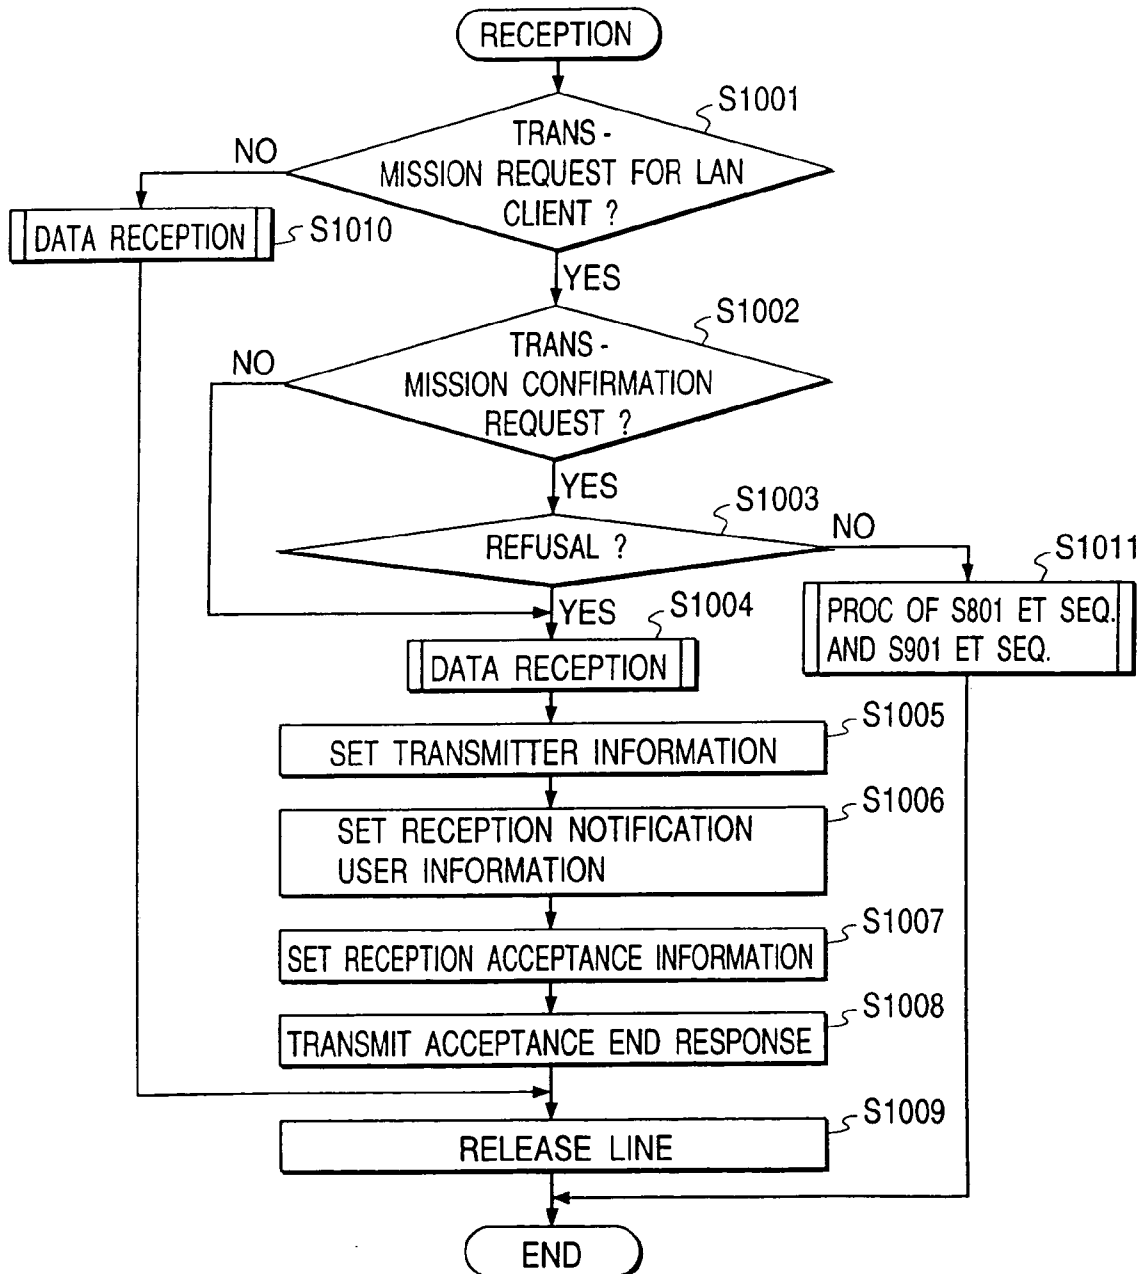 RECEPTION
S1001
TRANS -
MISSION REQUEST FOR LAN
CLIENT ?
NO
DATA RECEPTION
S1010
YES
S1002
TRANS -
MISSION CONFIRMATION
REQUEST ?
NO
YES
S1003
REFUSAL ?
NO
S1011
PROC OF S801 ET SEQ.
AND S901 ET SEQ.
YES
S1004
DATA RECEPTION
S1005
SET TRANSMITTER INFORMATION
S1006
SET RECEPTION NOTIFICATION
USER INFORMATION
S1007
SET RECEPTION ACCEPTANCE INFORMATION
S1008
TRANSMIT ACCEPTANCE END RESPONSE
S1009
RELEASE LINE
END